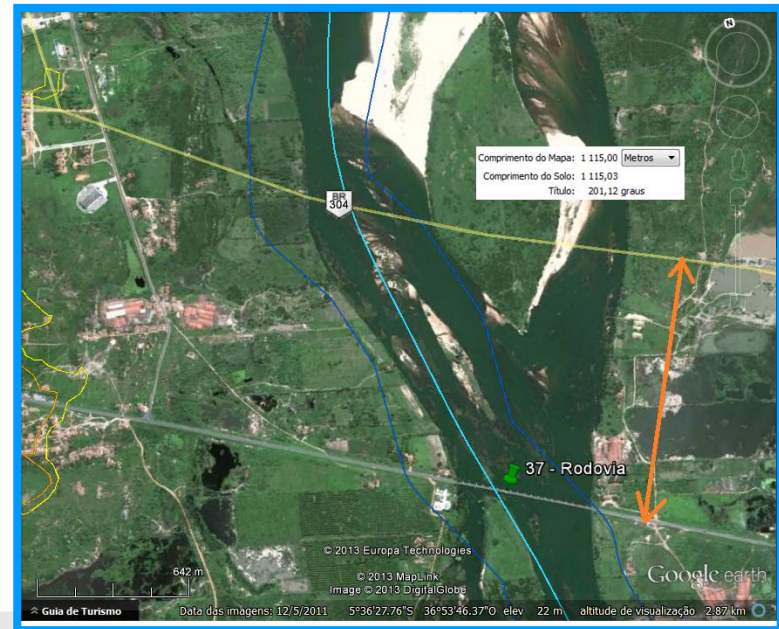 N
Comprimento do Mapa: 1 115,00 Metros
Comprimento do Solo: 1 115,03
Título: 201,12 graus
BR
304
37 - Rodovia
© 2013 Europa Technologies
© 2013 MapLink
Image © 2013 DigitalGlobe
Google earth
642 m
Guia de Turismo
Data das imagens: 12/5/2011 5°36'27.76"S 36°53'46.37"O elev 22 m altitude de visualização 2.87 km